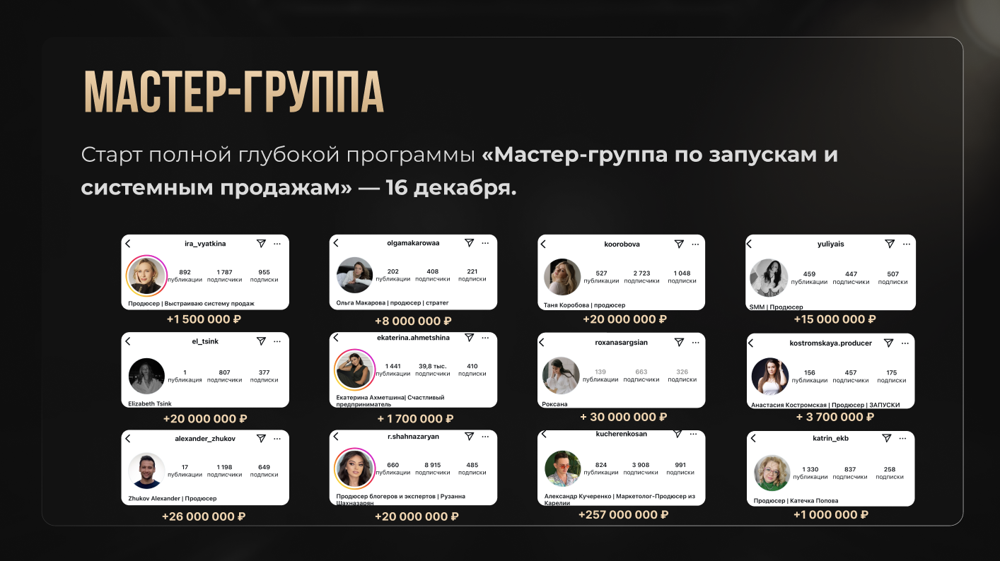 МАСТЕР-ГРУППА
Старт полной глубокой программы «Мастер-группа по запускам и
системным продажам» — 16 декабря.
ira_vyatkina
892 1 787 955
публикации подписчики подписки
Продюсер | Выстраиваю систему продаж
+1 500 000 ₽
olgamakarowaa
202 408 221
публикации подписчики подписки
Ольга Макарова | продюсер | стратег
+8 000 000 ₽
koorobova
527 2 723 1 048
публикации подписчики подписки
Таня Коробова | продюсер
+20 000 000 ₽
yuliyais
459 447 507
публикации подписчики подписки
SMM | Продюсер
+15 000 000 ₽
el_tsink
1 807 377
публикация подписчики подписки
Elizabeth Tsink
+20 000 000 ₽
ekaterina.ahmetshina
1 441 39,8 тыс. 410
публикации подписчики подписки
Екатерина Ахметшина| Счастливый
предприниматель
+ 1 700 000 ₽
roxanasargsian
139 663 326
публикации подписчики подписки
Роксана
+ 30 000 000 ₽
kostromskaya.producer
156 457 175
публикации подписчики подписки
Анастасия Костромская | Продюсер | ЗАПУСКИ
+ 3 700 000 ₽
alexander_zhukov
17 1 198 649
публикации подписчики подписки
Zhukov Alexander | Продюсер
+26 000 000 ₽
r.shahnazaryan
660 8 915 485
публикации подписчики подписки
Продюсер блогеров и экспертов | Рузанна
Шахназарян
+20 000 000 ₽
kucherenkosan
824 3 908 991
публикации подписчики подписки
Александр Кучеренко | Маркетолог-Продюсер из
Карелии
+257 000 000 ₽
katrin_ekb
1 330 837 258
публикации подписчики подписки
Продюсер | Катечка Попова
+1 000 000 ₽